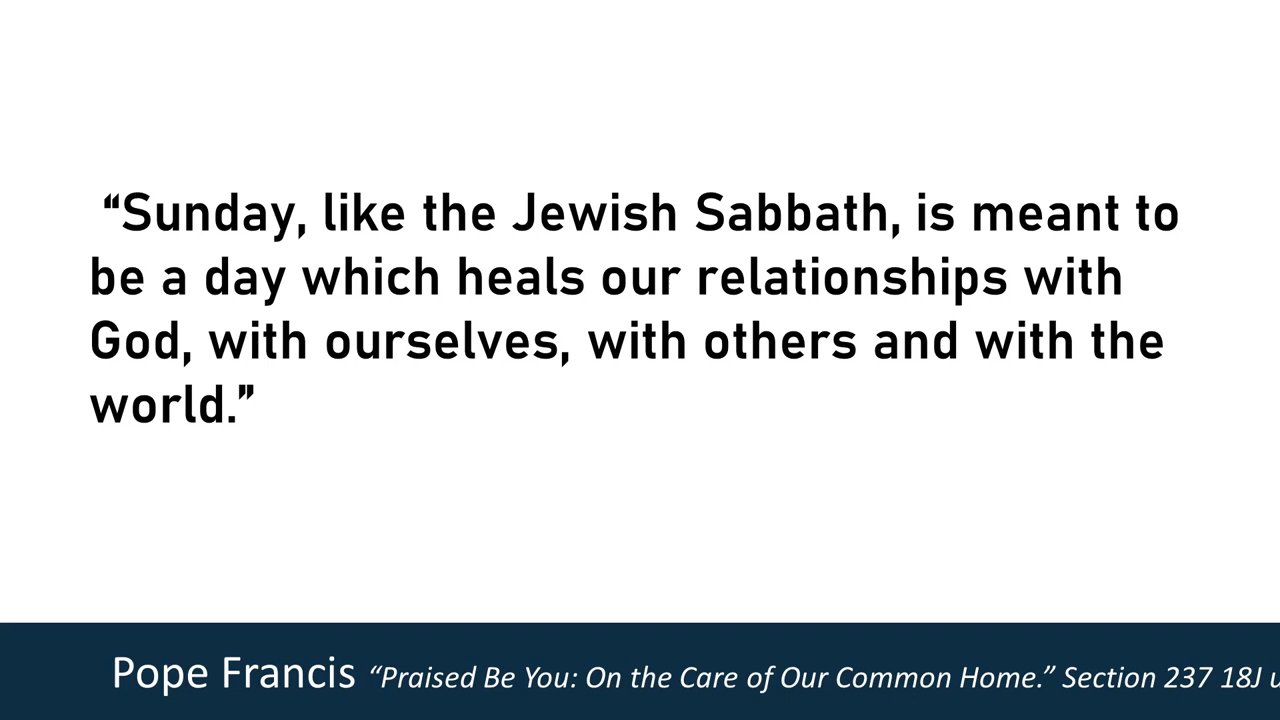 “Sunday, like the Jewish Sabbath, is meant to
be a day which heals our relationships with
God, with ourselves, with others and with the
world.”
Pope Francis “Praised Be You: On the Care of Our Common Home.” Section 237 18J u